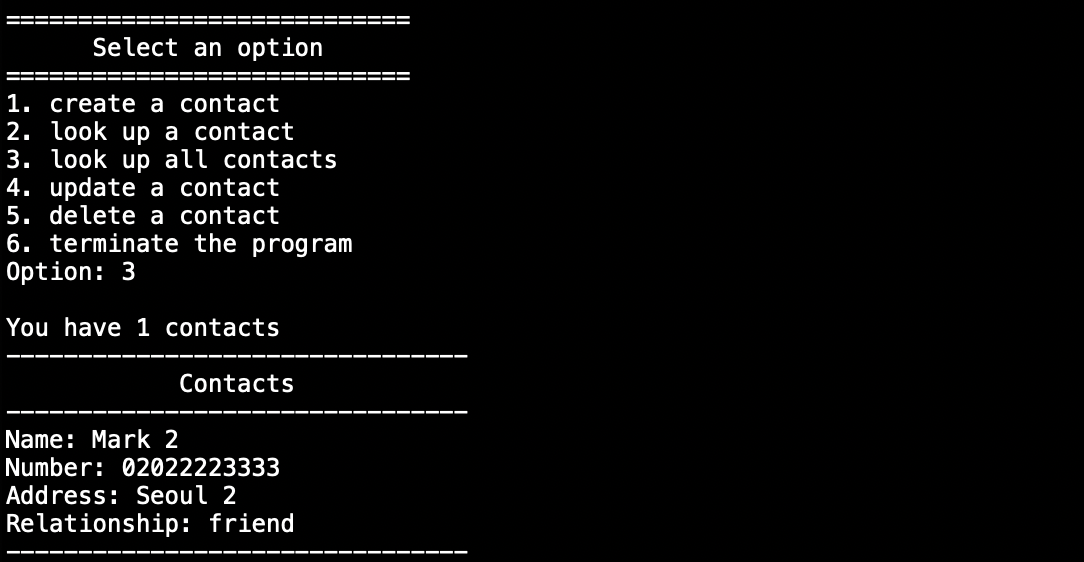 ============================
Select an option
============================
1. create a contact
2. look up a contact
3. look up all contacts
4. update a contact
5. delete a contact
6. terminate the program
Option: 3
You have 1 contacts
--------------------------------
Contacts
--------------------------------
Name: Mark 2
Number: 02022223333
Address: Seoul 2
Relationship: friend
--------------------------------